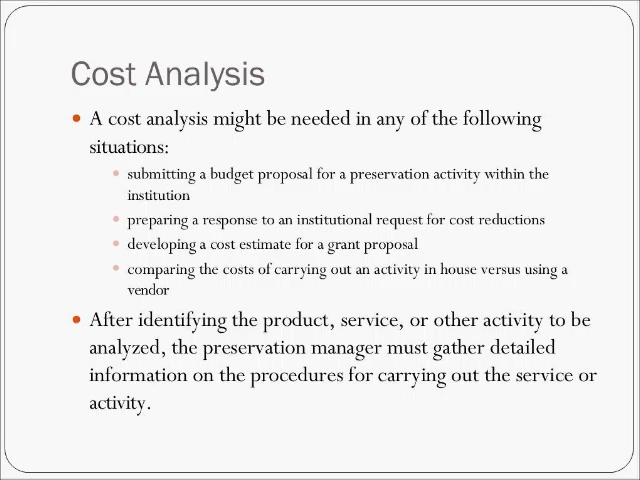 Cost Analysis
A cost analysis might be needed in any of the following
situations:
submitting a budget proposal for a preservation activity within the
institution
preparing a response to an institutional request for cost reductions
developing a cost estimate for a grant proposal
comparing the costs of carrying out an activity in house versus using a
vendor
After identifying the product, service, or other activity to be
analyzed, the preservation manager must gather detailed
information on the procedures for carrying out the service or
activity.